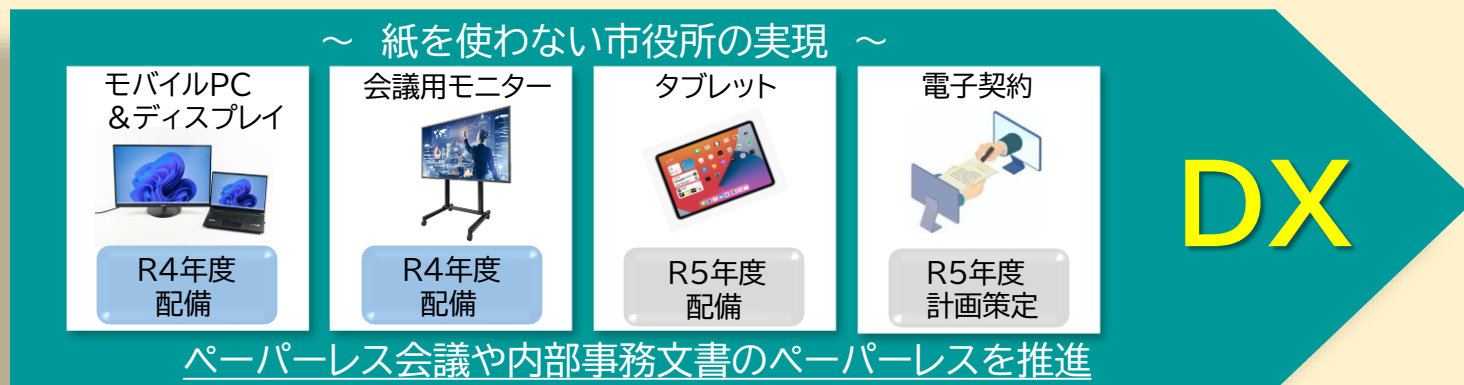 ～ 紙を使わない市役所の実現 ～
モバイルPC
&ディスプレイ
R4年度
配備
会議用モニター
R4年度
配備
タブレット
R5年度
配備
電子契約
R5年度
計画策定
DX
ペーパーレス会議や内部事務文書のペーパーレスを推進